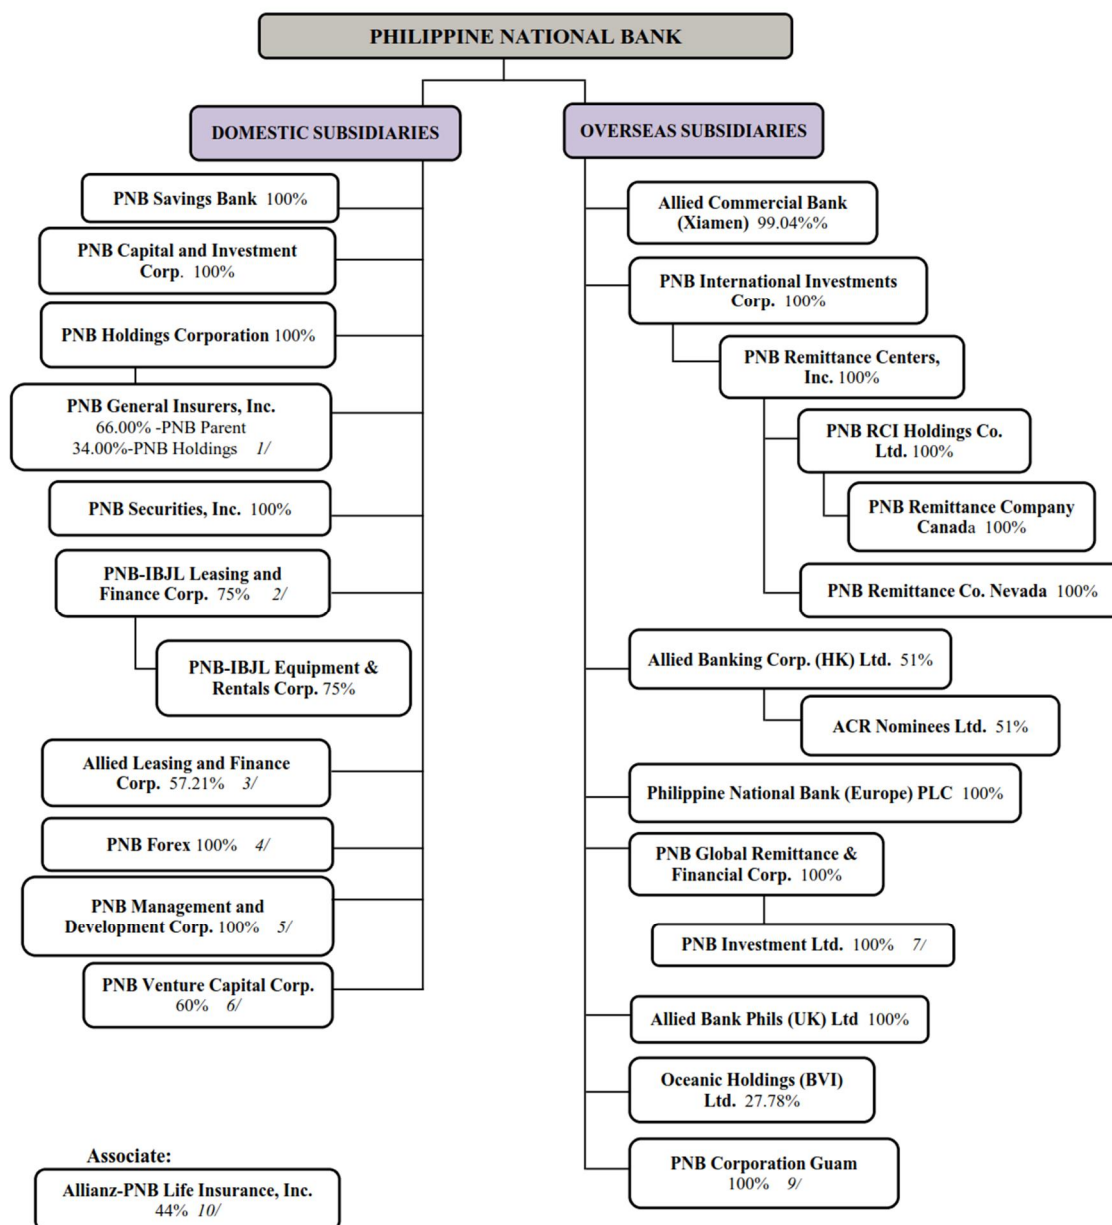 PHILIPPINE NATIONAL BANK
DOMESTIC SUBSIDIARIES
PNB Savings Bank 100%
PNB Capital and Investment
Corp. 100%
PNB Holdings Corporation 100%
PNB General Insurers, Inc.
66.00% -PNB Parent
34.00%-PNB Holdings 1/
PNB Securities, Inc. 100%
PNB-IBJL Leasing and
Finance Corp. 75% 2/
PNB-IBJL Equipment &
Rentals Corp. 75%
Allied Leasing and Finance
Corp. 57.21% 3/
PNB Forex 100% 4/
PNB Management and
Development Corp. 100% 5/
PNB Venture Capital Corp.
60% 6/
Associate:
Allianz-PNB Life Insurance, Inc.
44% 10/
OVERSEAS SUBSIDIARIES
Allied Commercial Bank
(Xiamen) 99.04%%
PNB International Investments
Corp. 100%
PNB Remittance Centers,
Inc. 100%
PNB RCI Holdings Co.
Ltd. 100%
PNB Remittance Company
Canada 100%
PNB Remittance Co. Nevada 100%
Allied Banking Corp. (HK) Ltd. 51%
ACR Nominees Ltd. 51%
Philippine National Bank (Europe) PLC 100%
PNB Global Remittance &
Financial Corp. 100%
PNB Investment Ltd. 100% 7/
Allied Bank Phils (UK) Ltd 100%
Oceanic Holdings (BVI)
Ltd. 27.78%
PNB Corporation Guam
100% 9/